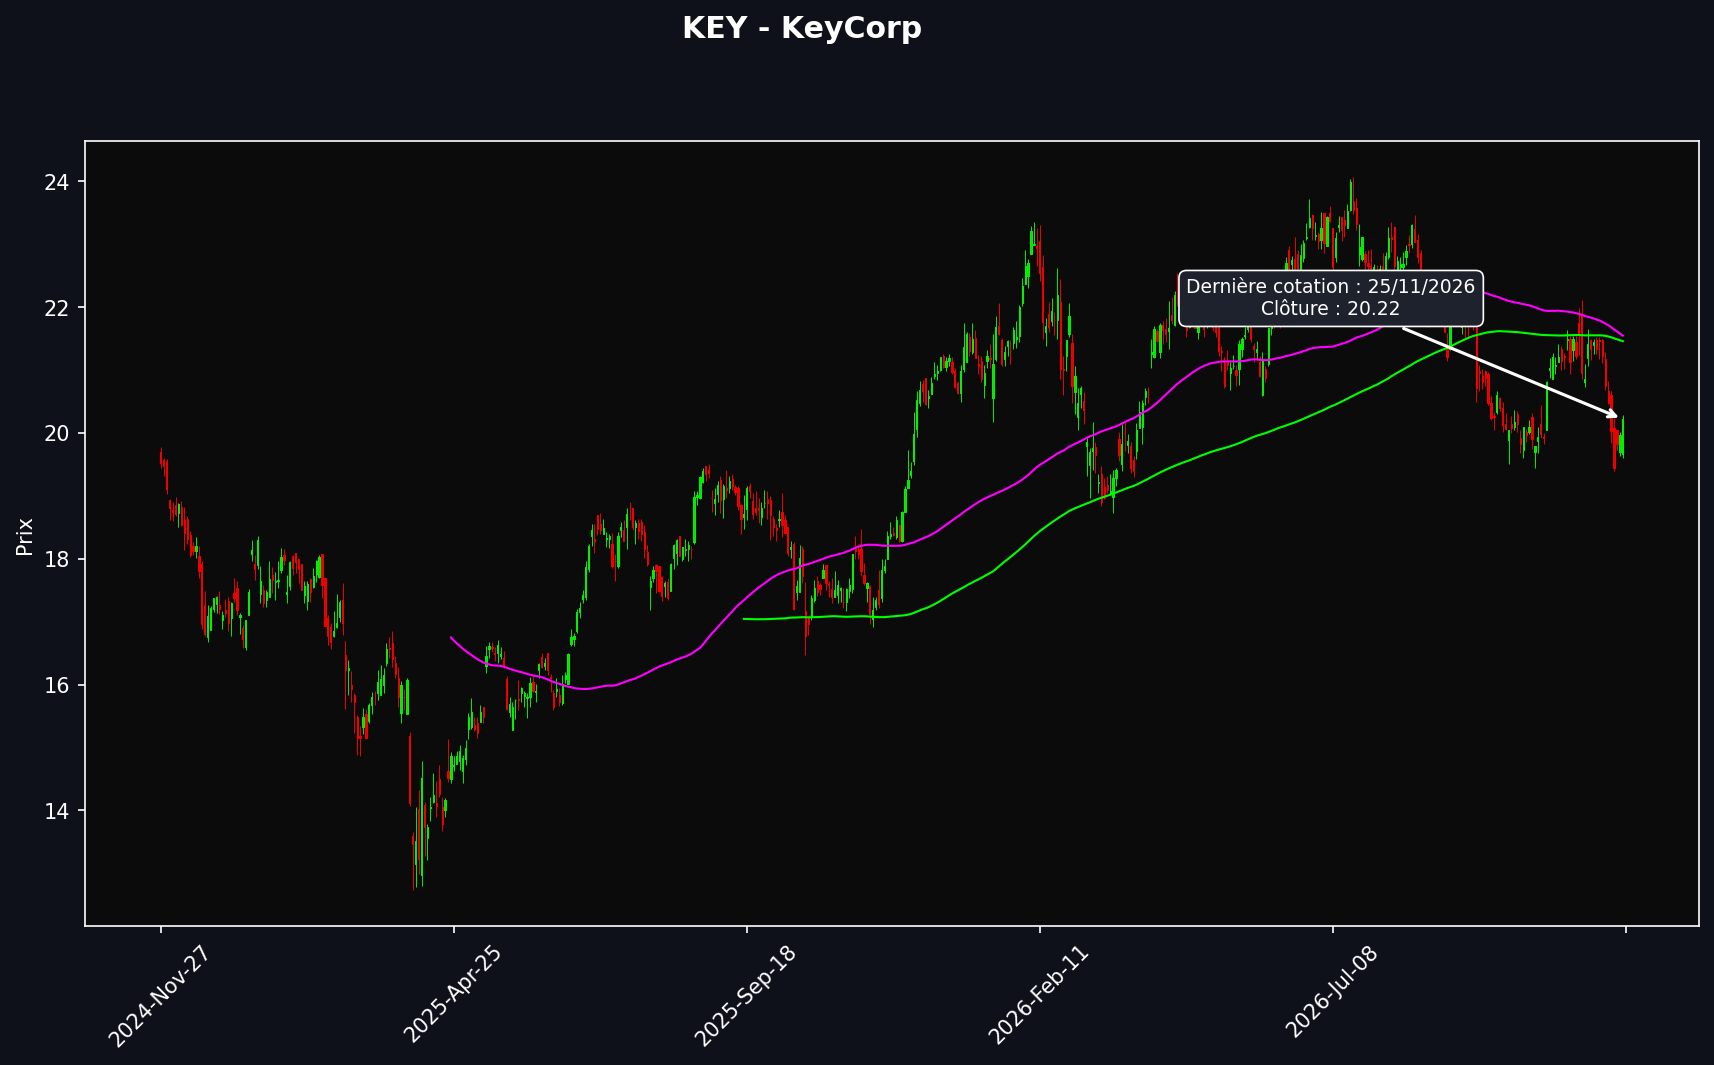 KEY - KeyCorp
24
22
20
18
16
14
Prix
Dernière cotation : 25/11/2026
Clôture : 20.22
2024-Nov-27
2025-Apr-25
2025-Sep-18
2026-Feb-11
2026-Jul-08